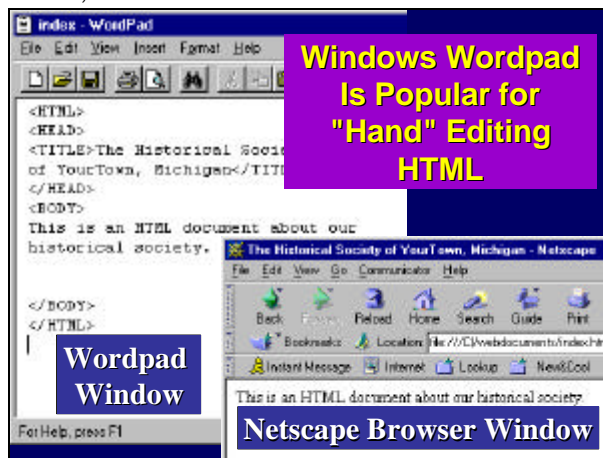 index - WordPad
File Edit View Insert Format Help
Windows Wordpad
Is Popular for
"Hand" Editing
HTML
<HTML>
<HEAD>
<TITLE>The Historical Socie
of YourTown, Michigan</TIT
</HEAD>
<BODY>
This is an HTML document about our
historical society.
</BODY>
</HTML>
Wordpad
Window
For Help, press F1
The Historical Society of YourTown, Michigan - Netscape
File Edit View Go Communicator Help
Back Reload Home Search Guide Print
Bookmarks Location: file:///C|/webdocuments/index.htm
Instant Message Internet Lookup New&Cool
This is an HTML document about our historical society.
Netscape Browser Window